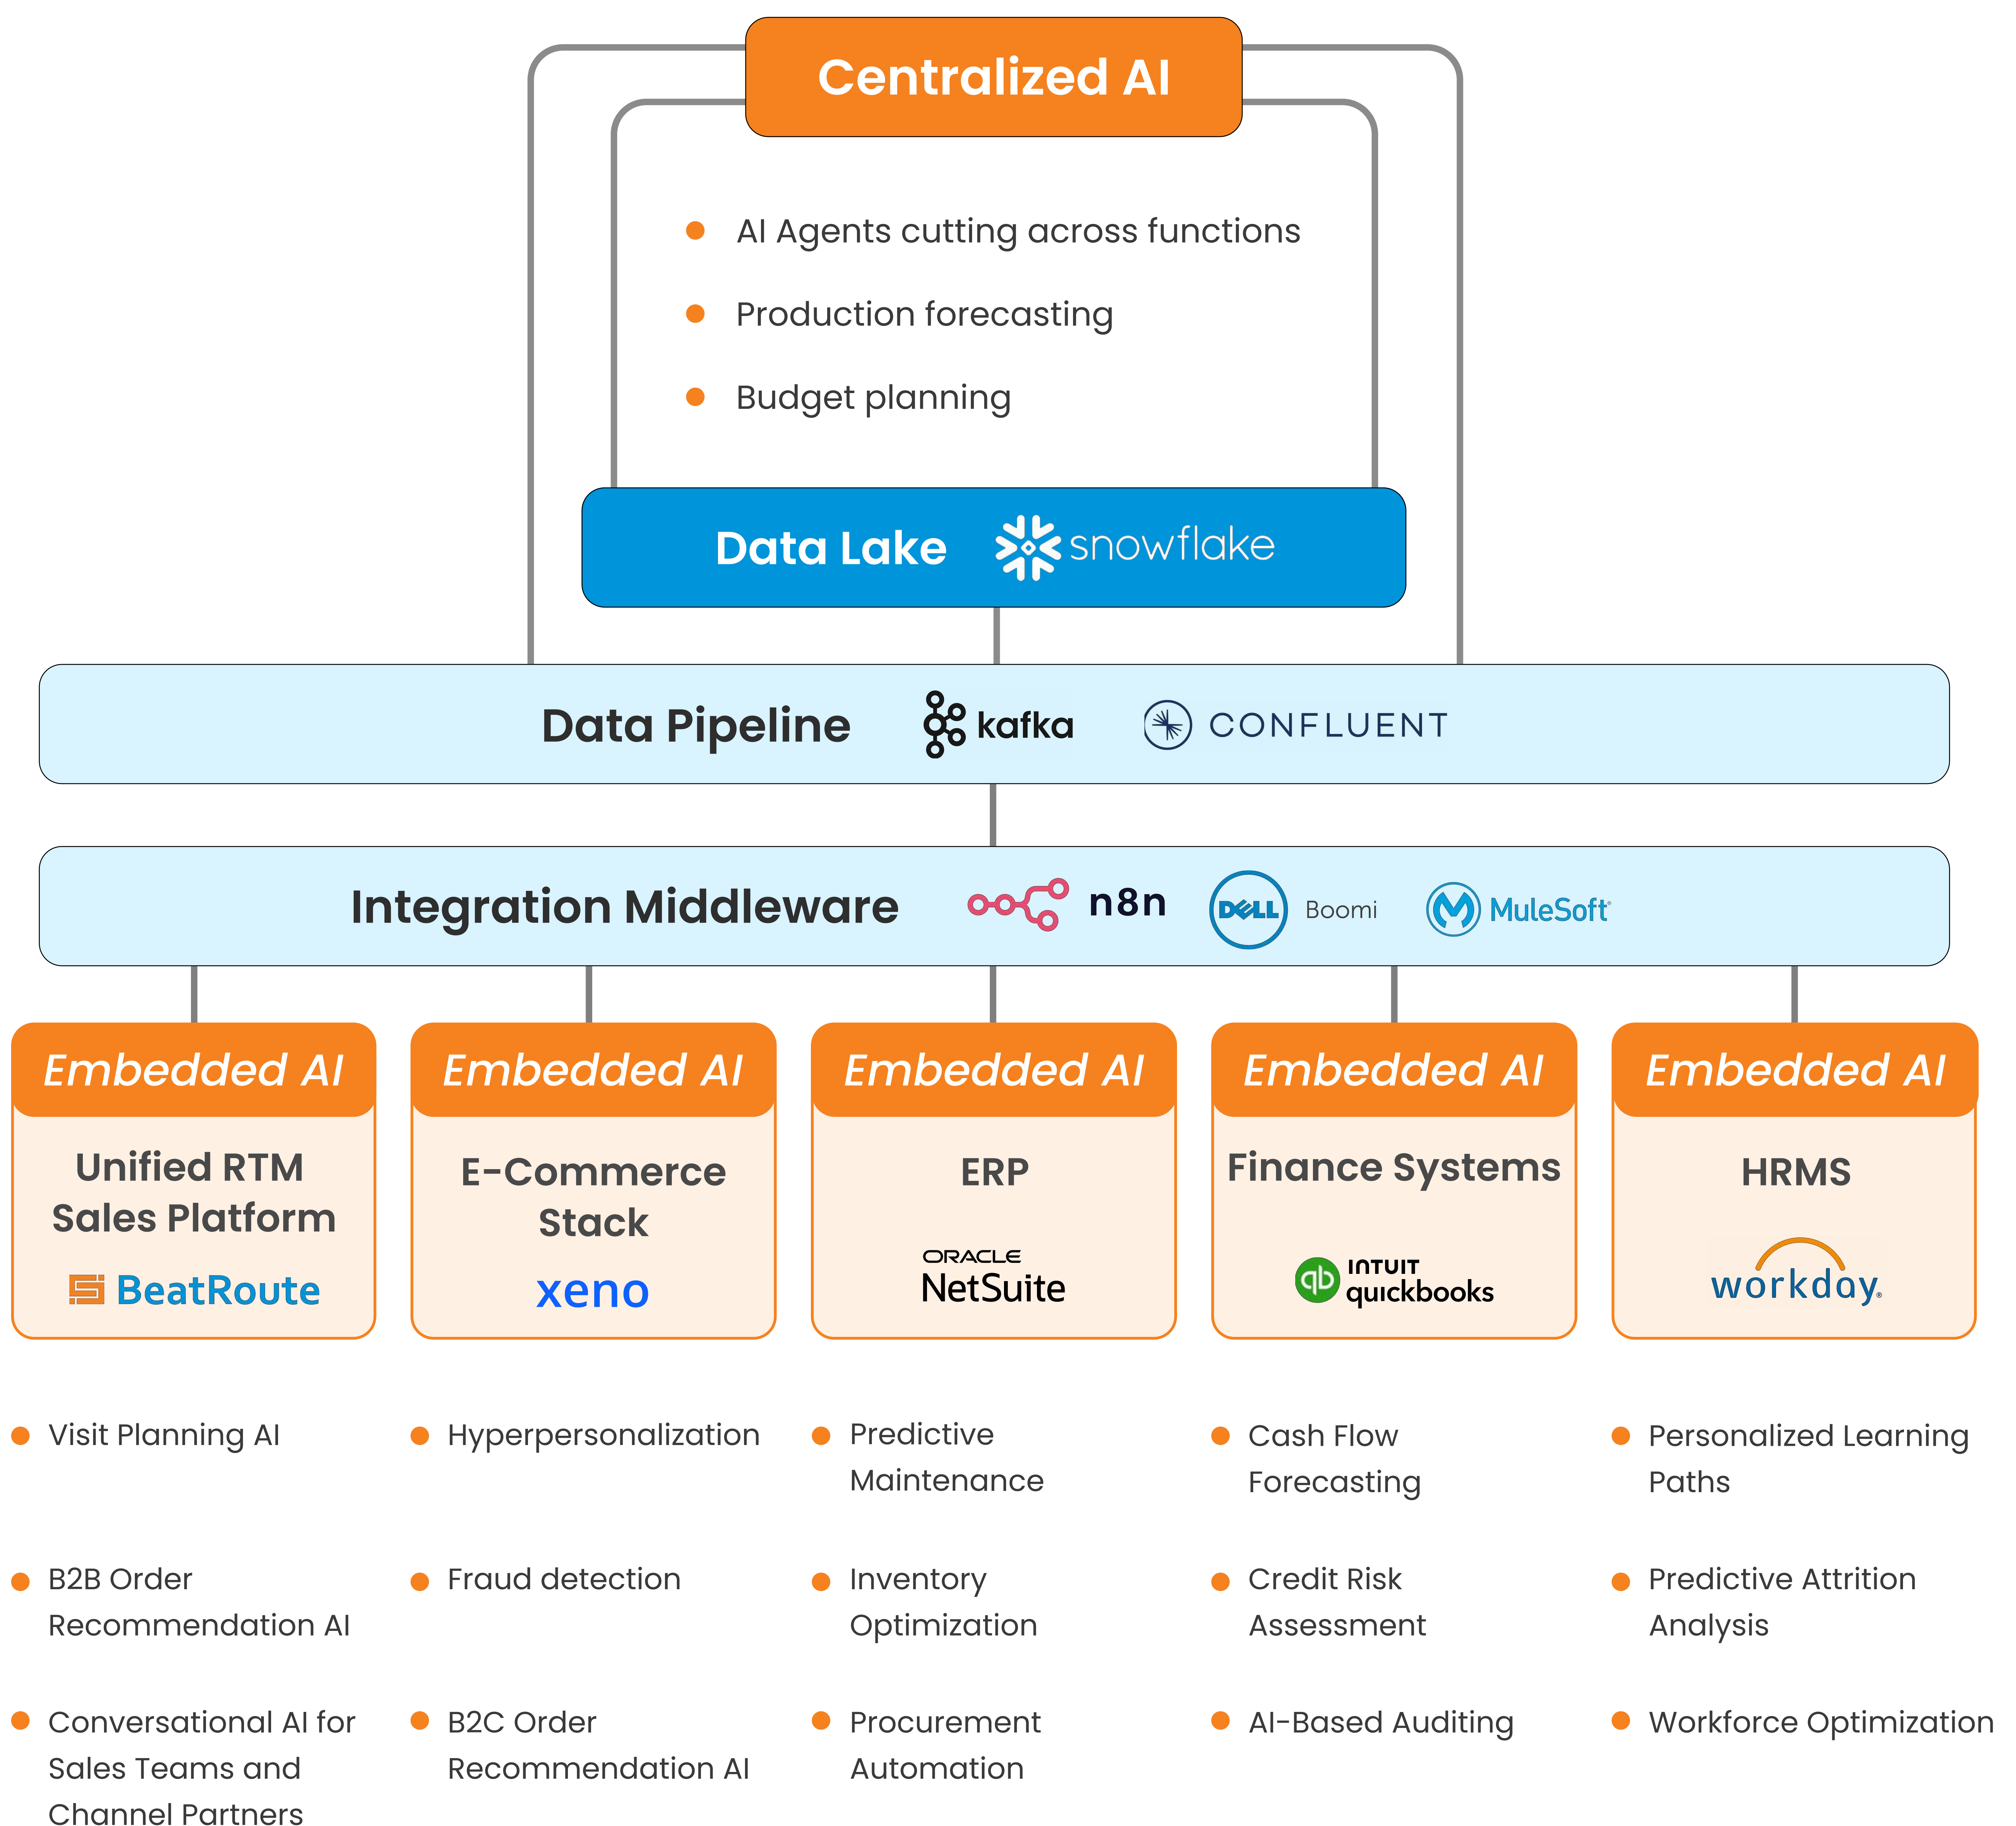 Centralized AI
AI Agents cutting across functions
Production forecasting
Budget planning
Data Lake snowflake
Data Pipeline kafka CONFLUENT
Integration Middleware n8n DELL Boomi MuleSoft
Embedded AI
Unified RTM
Sales Platform
BeatRoute
Visit Planning AI
B2B Order
Recommendation AI
Conversational AI for
Sales Teams and
Channel Partners
Embedded AI
E-Commerce
Stack
xeno
Hyperpersonalization
Fraud detection
B2C Order
Recommendation AI
Embedded AI
ERP
ORACLE
NetSuite
Predictive
Maintenance
Inventory
Optimization
Procurement
Automation
Embedded AI
Finance Systems
qb INTUIT
quickbooks
Cash Flow
Forecasting
Credit Risk
Assessment
AI-Based Auditing
Embedded AI
HRMS
workday®
Personalized Learning
Paths
Predictive Attrition
Analysis
Workforce Optimization